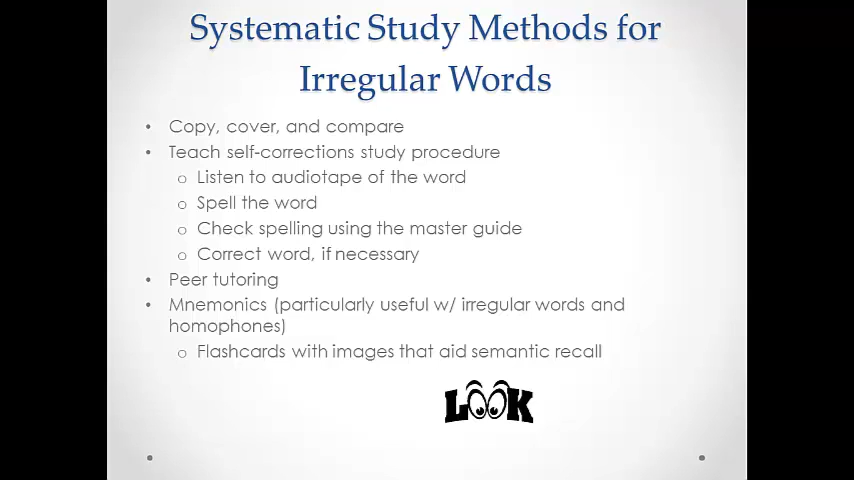 Systematic Study Methods for
Irregular Words
• Copy, cover, and compare
• Teach self-corrections study procedure
o Listen to audiotape of the word
o Spell the word
o Check spelling using the master guide
o Correct word, if necessary
• Peer tutoring
• Mnemonics (particularly useful w/ irregular words and
homophones)
o Flashcards with images that aid semantic recall
LOOK